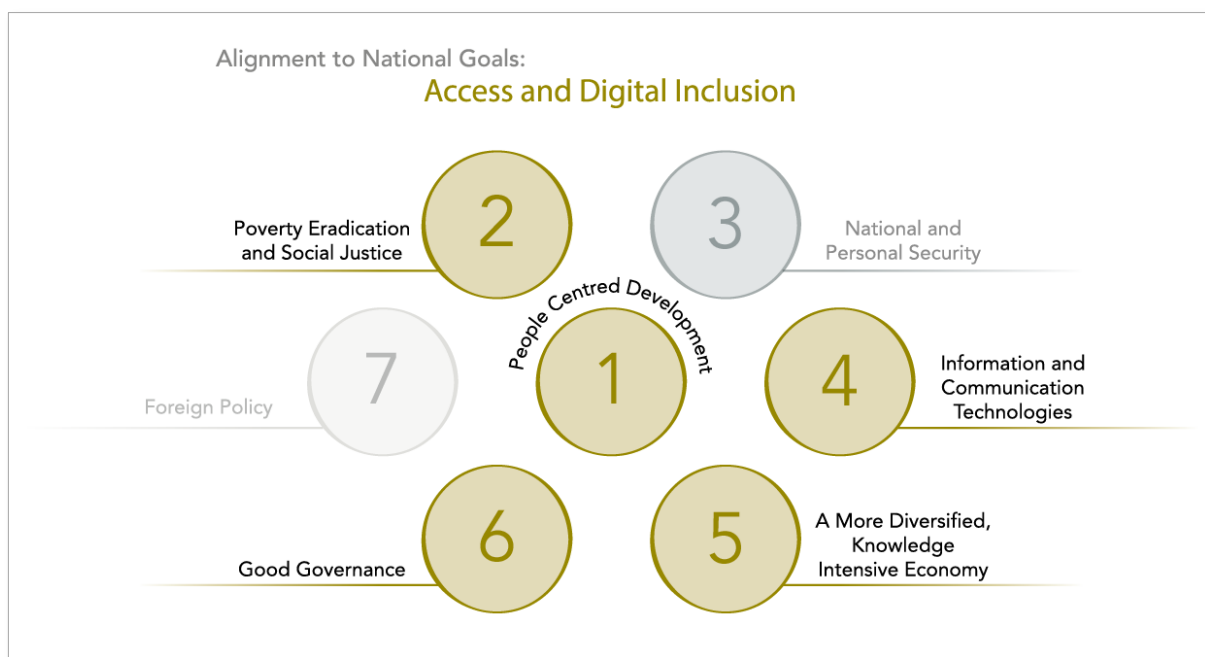 Alignment to National Goals:
Access and Digital Inclusion
2
Poverty Eradication
and Social Justice
3
National and
Personal Security
People Centred Development
1
7
Foreign Policy
4
Information and
Communication
Technologies
6
Good Governance
5
A More Diversified,
Knowledge
Intensive Economy